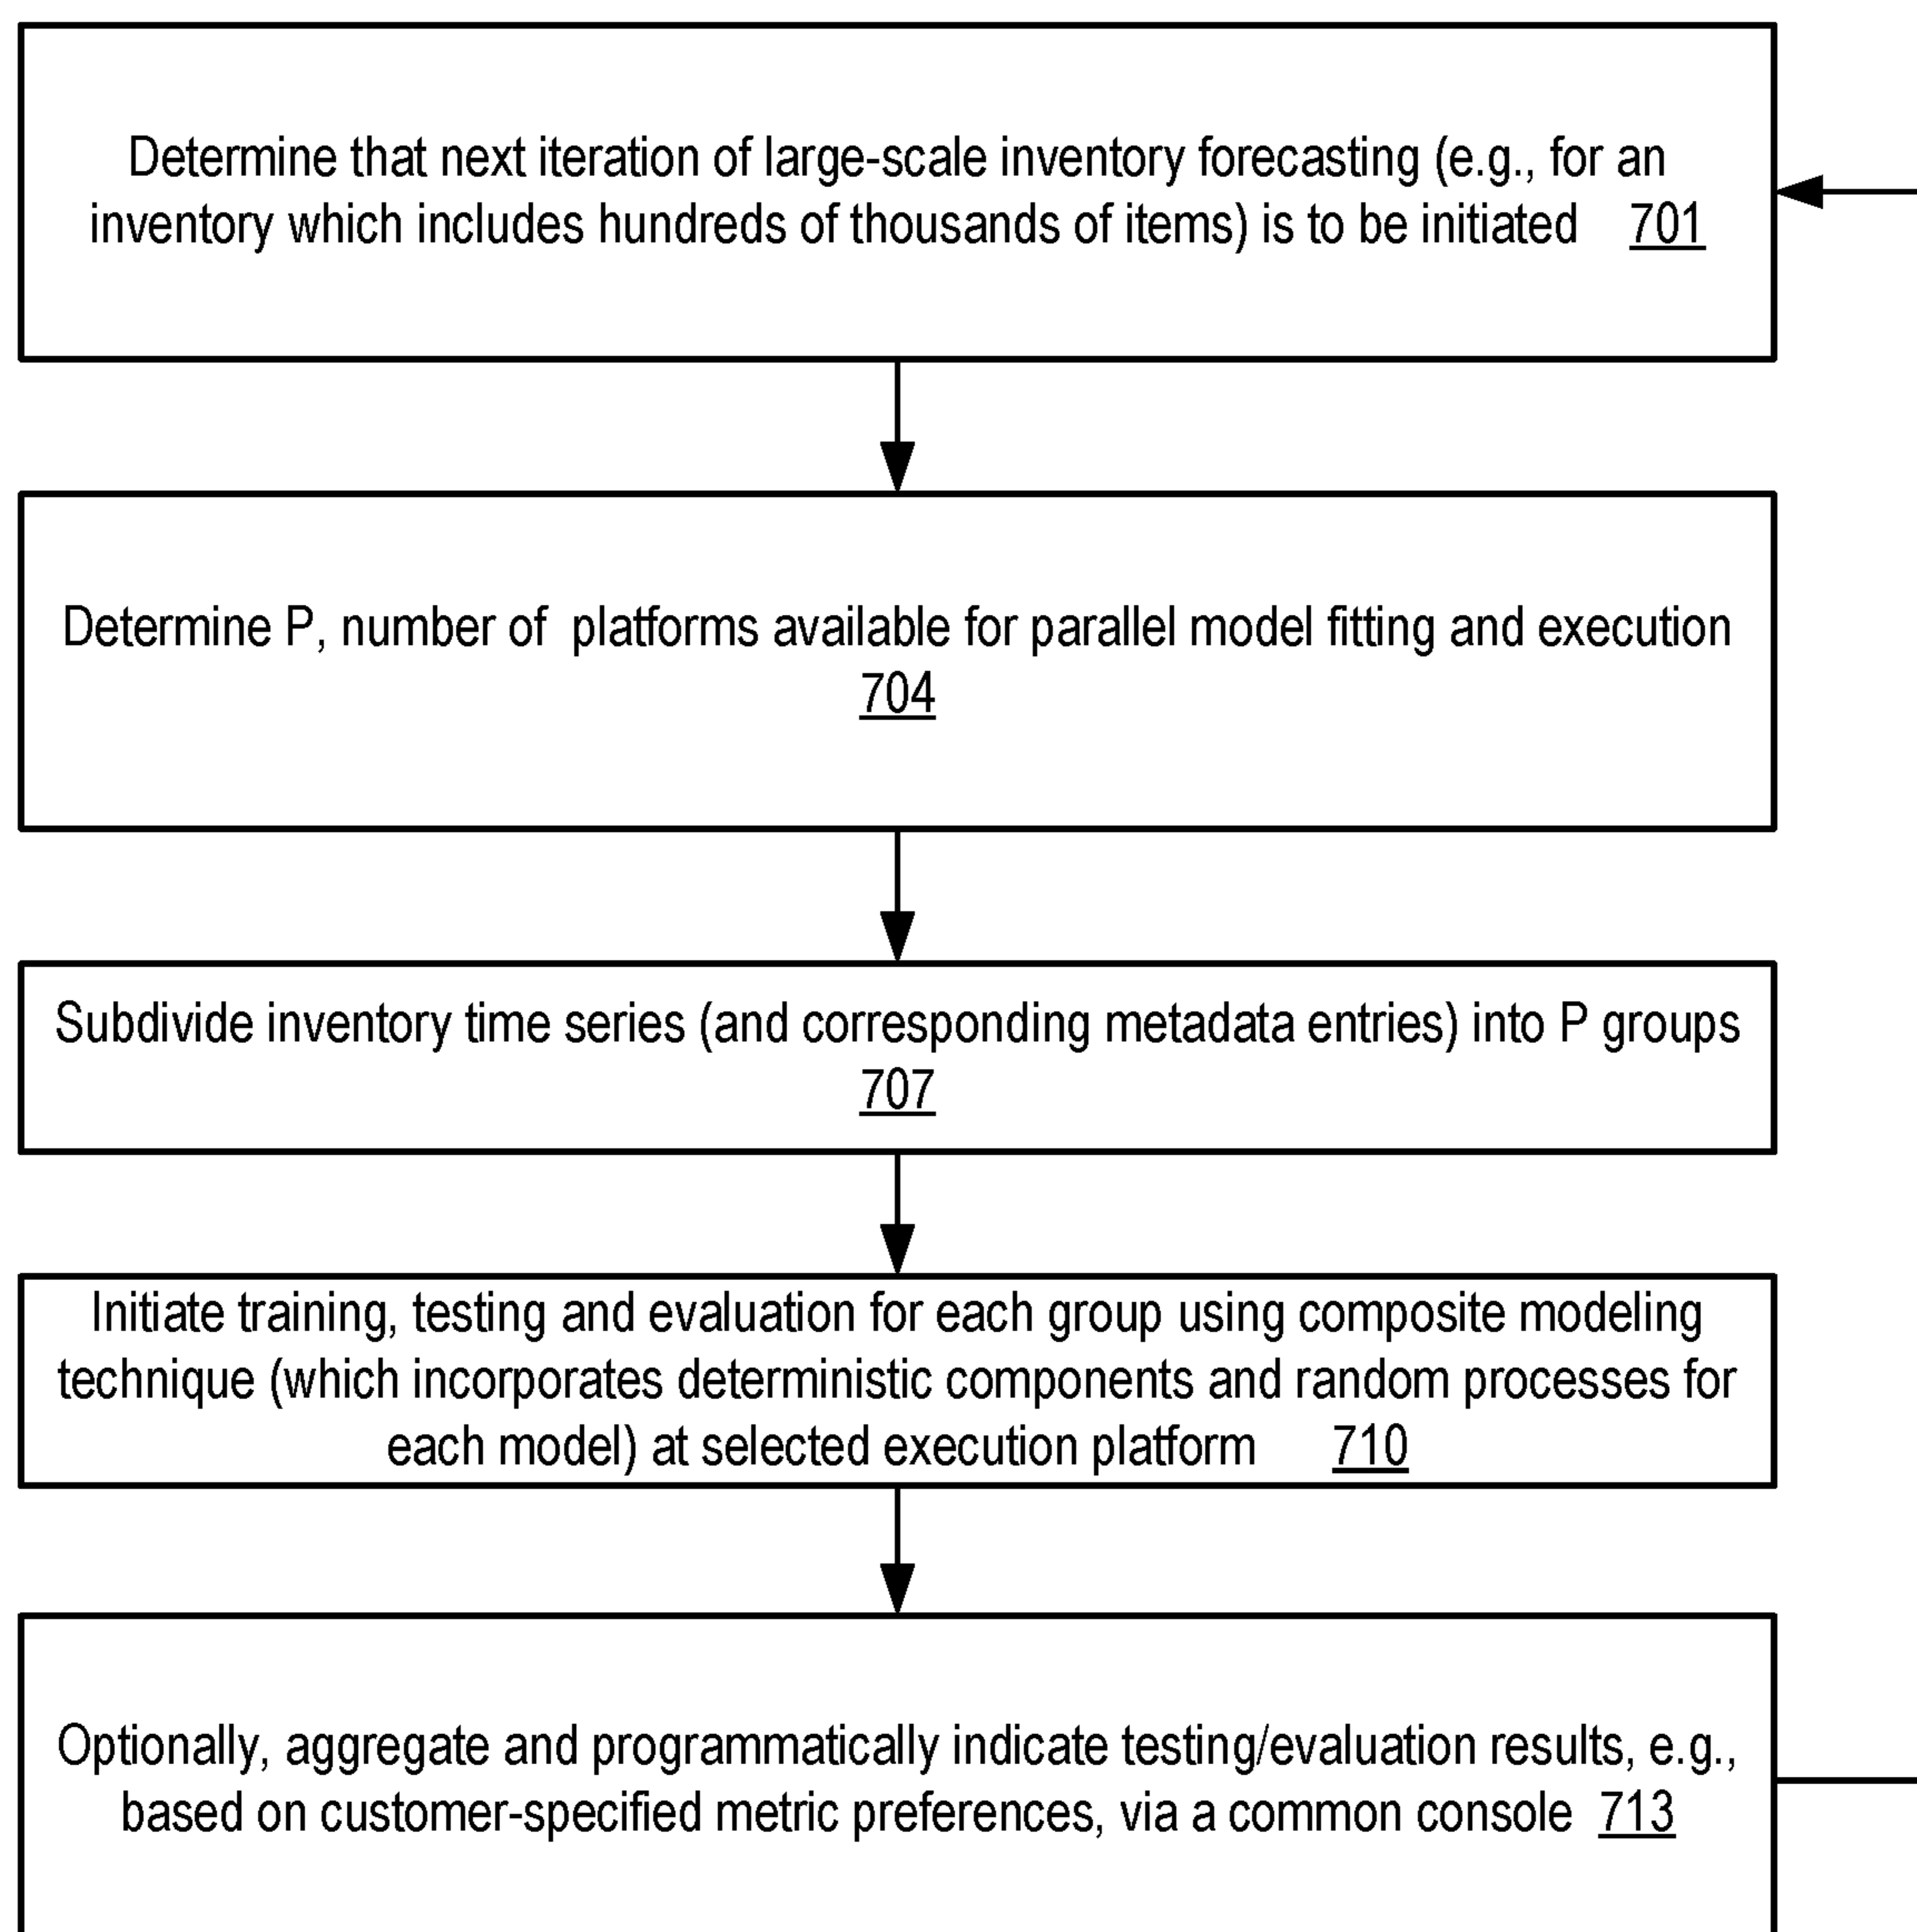 Determine that next iteration of large-scale inventory forecasting (e.g., for an
inventory which includes hundreds of thousands of items) is to be initiated 701
Determine P, number of platforms available for parallel model fitting and execution
704
Subdivide inventory time series (and corresponding metadata entries) into P groups
707
Initiate training, testing and evaluation for each group using composite modeling
technique (which incorporates deterministic components and random processes for
each model) at selected execution platform 710
Optionally, aggregate and programmatically indicate testing/evaluation results, e.g.,
based on customer-specified metric preferences, via a common console 713